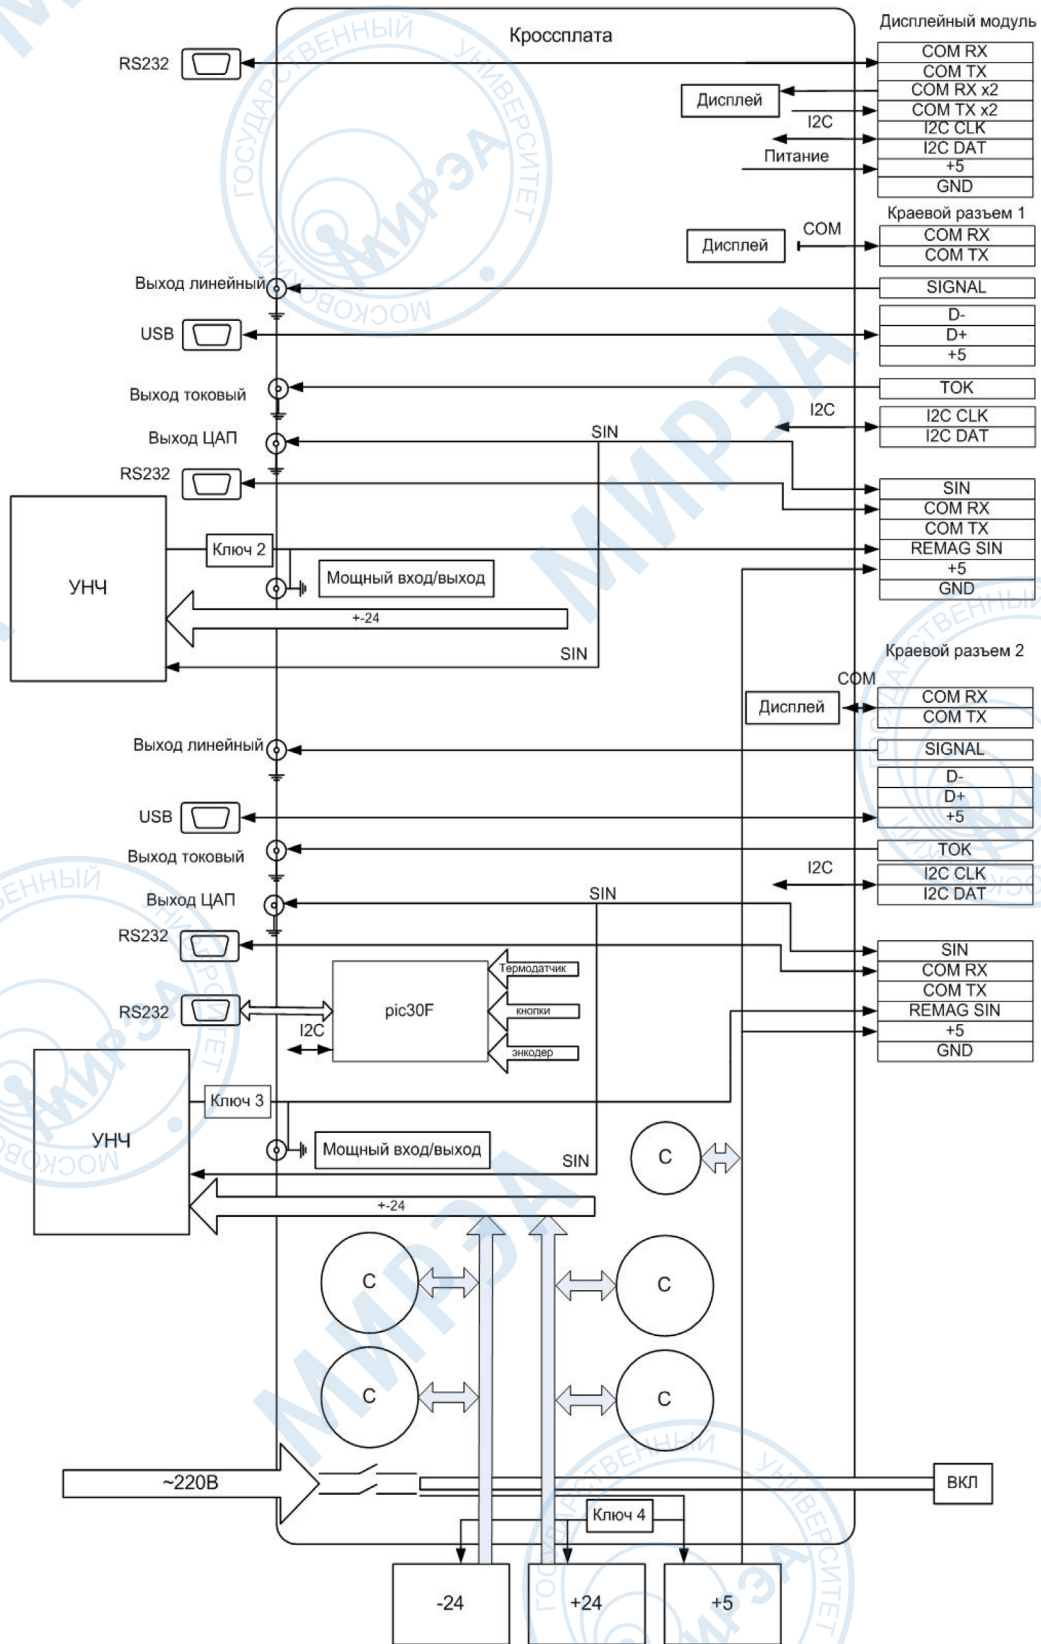 Кроссплата
Дисплейный модуль
RS232
COM RX
COM TX
COM RX x2
COM TX x2
I2C CLK
I2C DAT
+5
GND
Дисплей
I2C
Питание
Краевой разъем 1
Дисплей
COM
COM RX
COM TX
Выход линейный
SIGNAL
USB
D-
D+
+5
Выход токовый
TOK
I2C
I2C CLK
I2C DAT
Выход ЦАП
SIN
RS232
SIN
COM RX
COM TX
REMAG SIN
+5
GND
УНЧ
Ключ 2
Мощный вход/выход
+-24
SIN
Краевой разъем 2
COM
Дисплей
COM RX
COM TX
Выход линейный
SIGNAL
USB
D-
D+
+5
Выход токовый
TOK
I2C
I2C CLK
I2C DAT
Выход ЦАП
SIN
RS232
SIN
COM RX
COM TX
REMAG SIN
+5
GND
RS232
I2C
pic30F
Термодатчик
кнопки
энкодер
УНЧ
Ключ 3
Мощный вход/выход
SIN
+-24
C
C
C
C
C
~220В
ВКЛ
Ключ 4
-24
+24
+5
МИРЭА
МОСКОВСКИЙ ГОСУДАРСТВЕННЫЙ УНИВЕРСИТЕТ